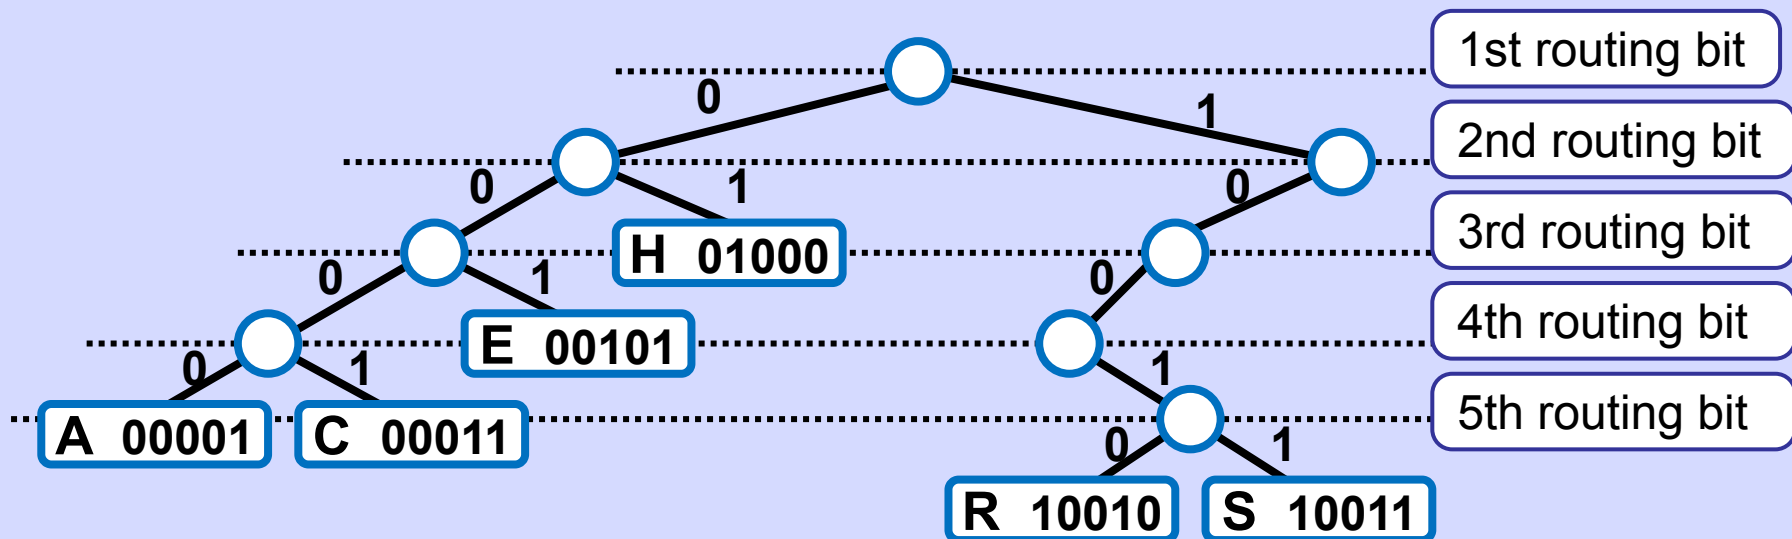 1st routing bit
0 1
2nd routing bit
0 1 0
3rd routing bit
H 01000
0 1 0
4th routing bit
E 00101
0 1 1
5th routing bit
A 00001 C 00011
0 1
R 10010 S 10011